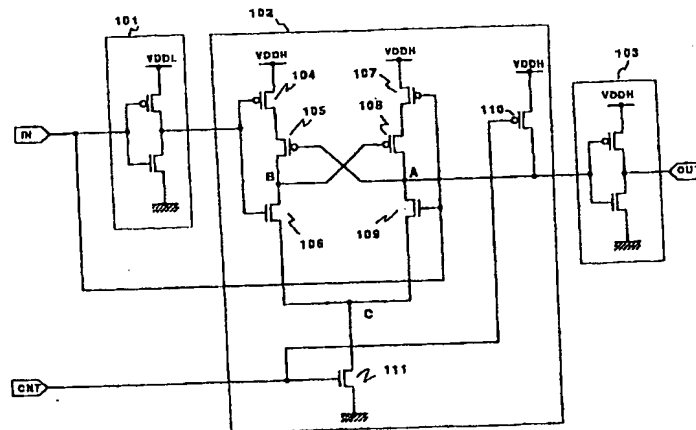 101
102
VDDL
VDDH
104
VDDH
107
VDDH
103
VDDH
110
105
108
IN
B
A
OUT
106
109
C
CNT
111